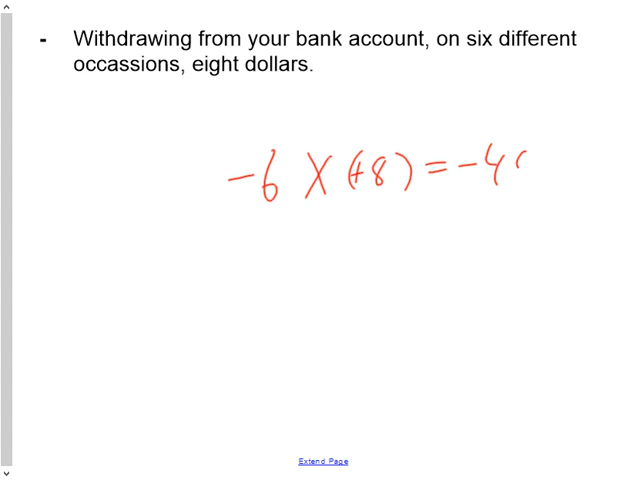 - Withdrawing from your bank account, on six different
occassions, eight dollars.
-6 X (+8) = -4
Extend Page